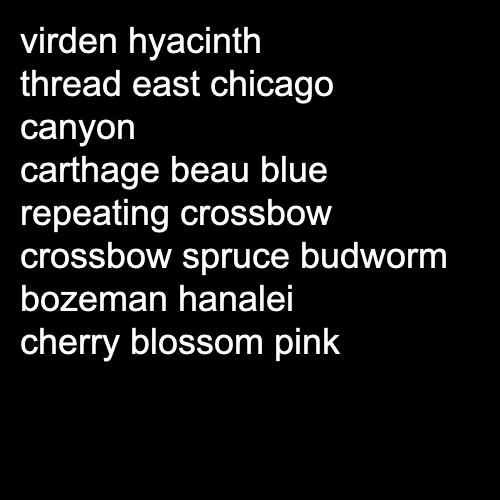 virden hyacinth
thread east chicago
canyon
carthage beau blue
repeating crossbow
crossbow spruce budworm
bozeman hanalei
cherry blossom pink